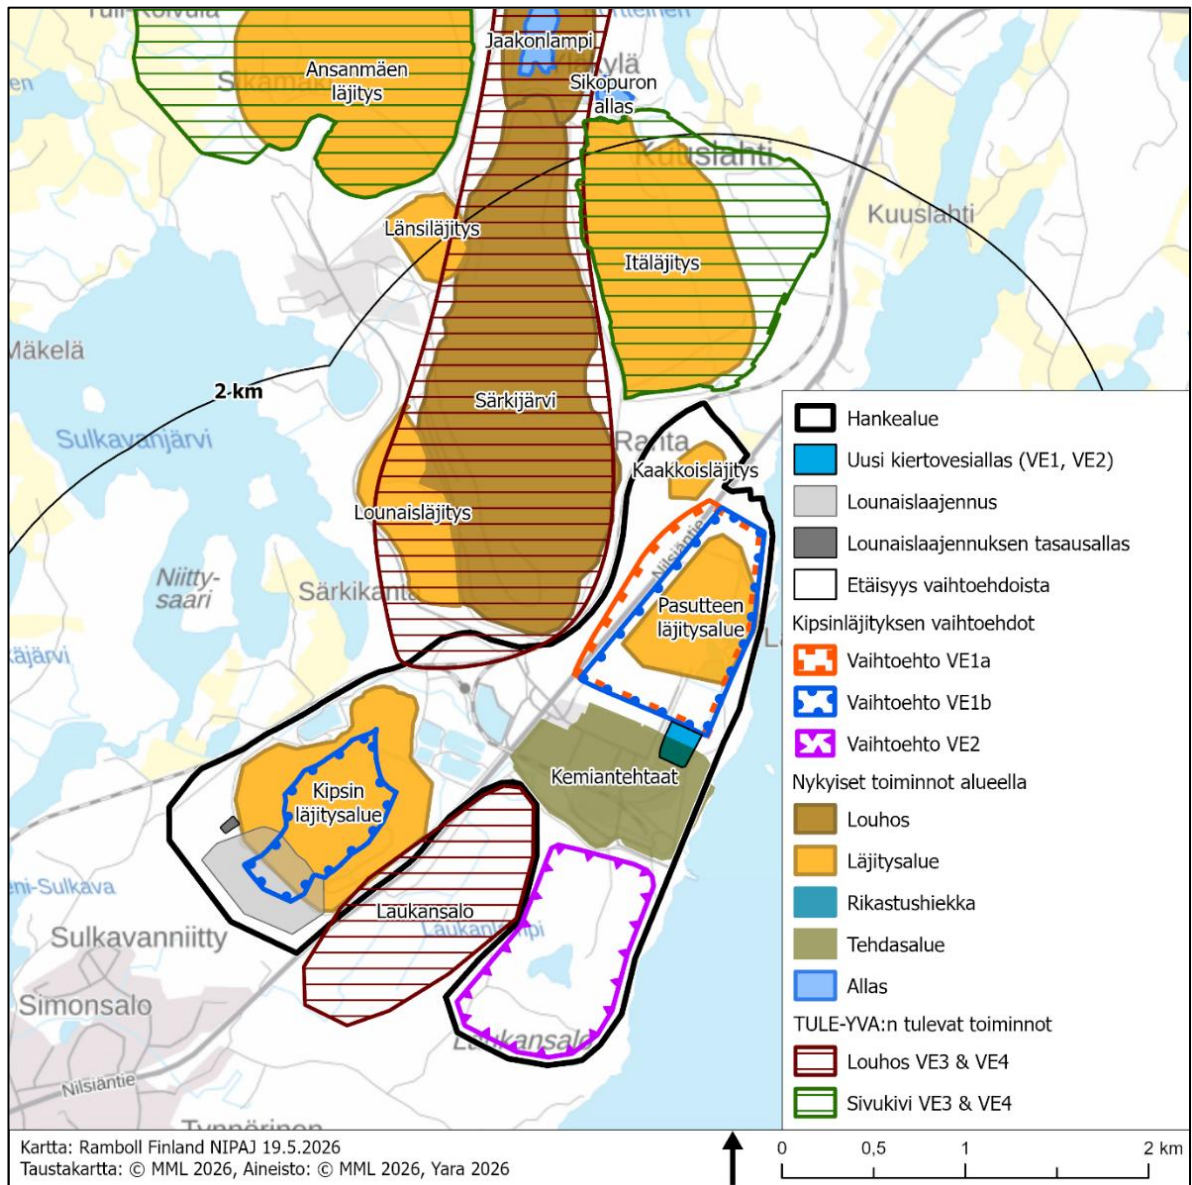 Jaakonlampi
Yläkylä
Ansanmäen
läjitys
Sikopuron
allas
Kuuslahti
Kuuslahti
Länsiläjitys
Itäläjitys
Mäkelä
2 km
Särkijärvi
Sulkavanjärvi
Ranta
Kaakkoisläjitys
Lounaisläjitys
Nilsiäntie
Niitty-
saari
Särkikanta
Pasutteen
läjitysalue
Kemiantehtaat
Kipsin
läjitysalue
Laukansalo
Laukanlampi
Sulkavanniitty
Simonsalo
Laukansalo
Nilsiäntie
Tynnörinen
Hankealue
Uusi kiertovesiallas (VE1, VE2)
Lounaislaajennus
Lounaislaajennuksen tasausallas
Etäisyys vaihtoehdoista
Kipsinläjityksen vaihtoehdot
Vaihtoehto VE1a
Vaihtoehto VE1b
Vaihtoehto VE2
Nykyiset toiminnot alueella
Louhos
Läjitysalue
Rikastushiekka
Tehdasalue
Allas
TULE-YVA:n tulevat toiminnot
Louhos VE3 & VE4
Sivukivi VE3 & VE4
Kartta: Ramboll Finland NIPAJ 19.5.2026
Taustakartta: © MML 2026, Aineisto: © MML 2026, Yara 2026
0 0,5 1 2 km